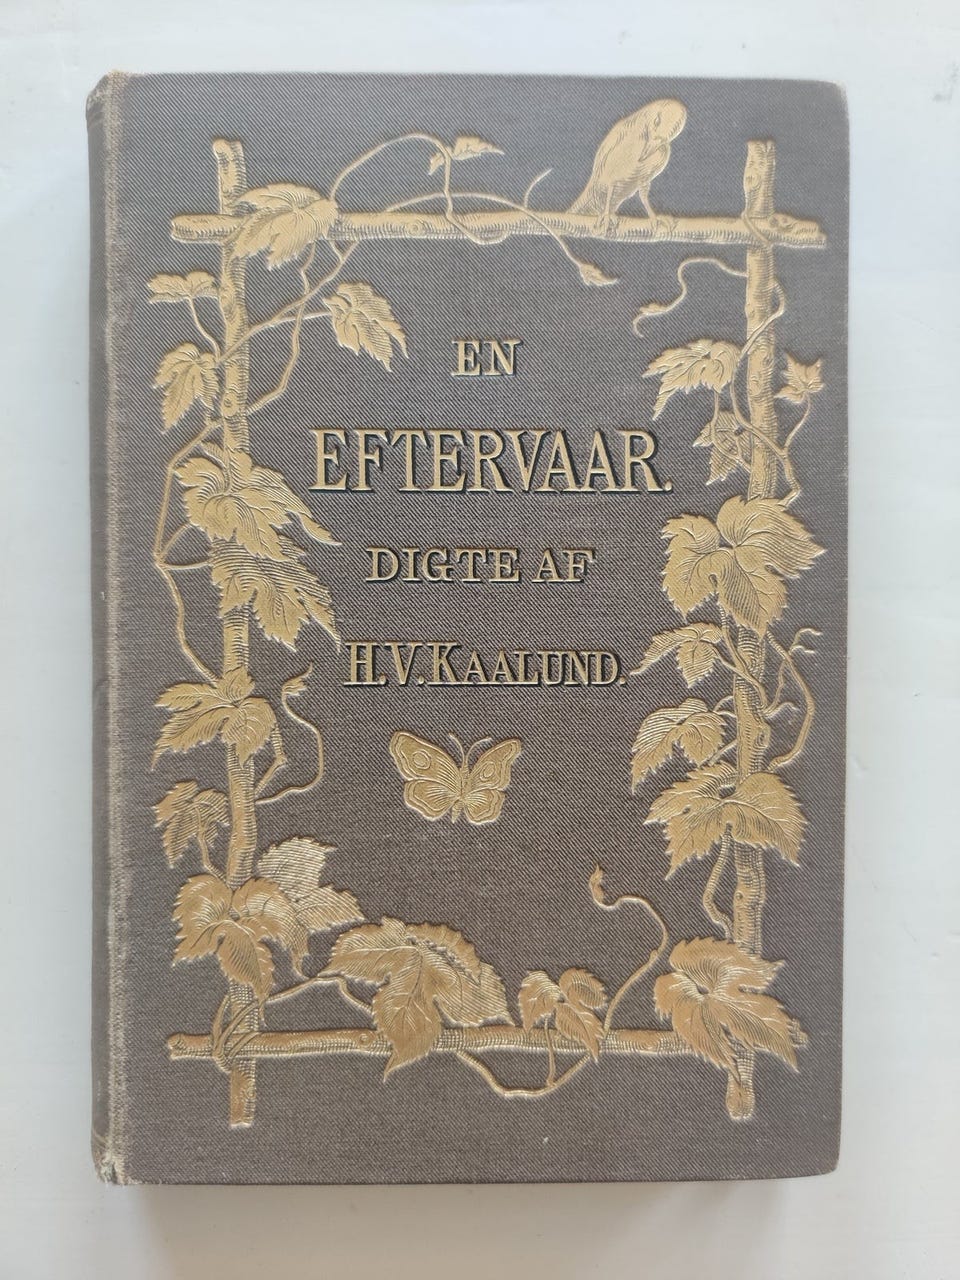 EN
EFTERVAAR.
DIGTE AF
H.V.KAALUND.